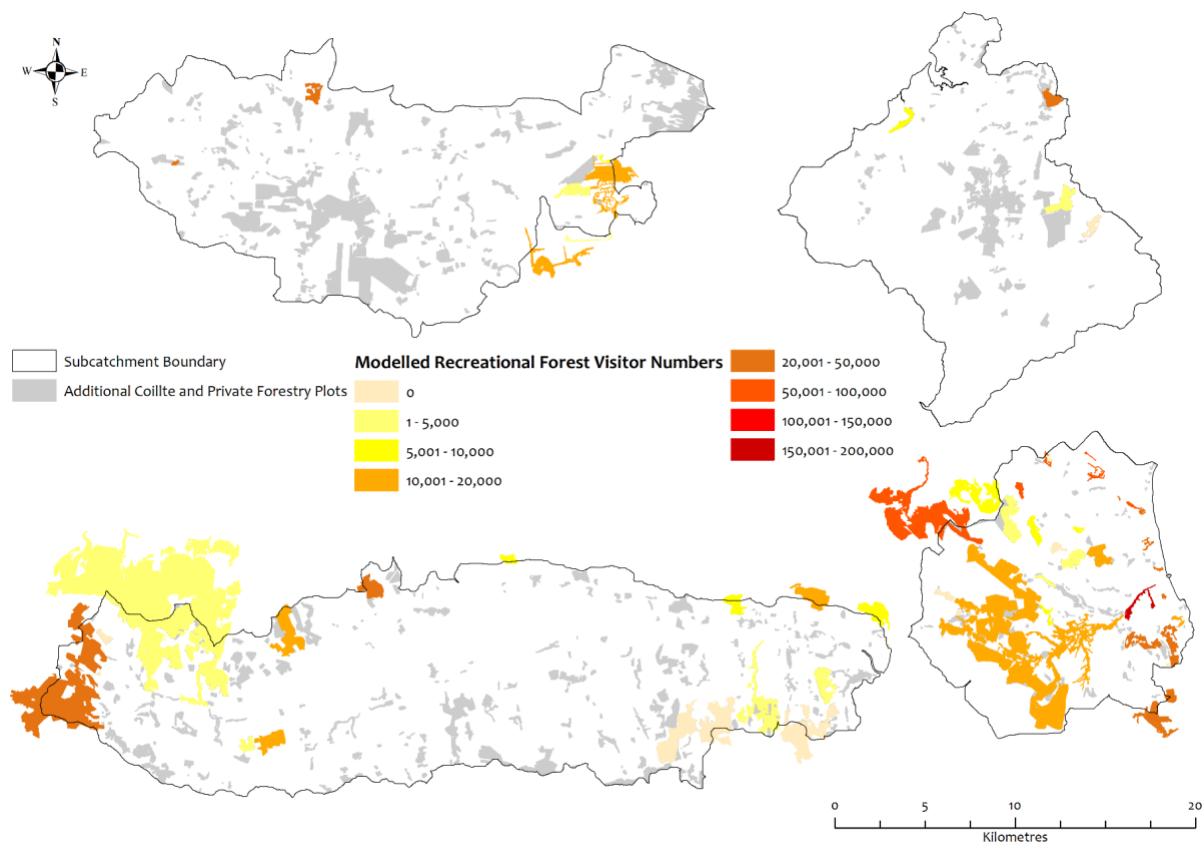 N
W E
S
Subcatchment Boundary
Additional Coillte and Private Forestry Plots
Modelled Recreational Forest Visitor Numbers
0
1 - 5,000
5,001 - 10,000
10,001 - 20,000
20,001 - 50,000
50,001 - 100,000
100,001 - 150,000
150,001 - 200,000
0 5 10 20
Kilometres